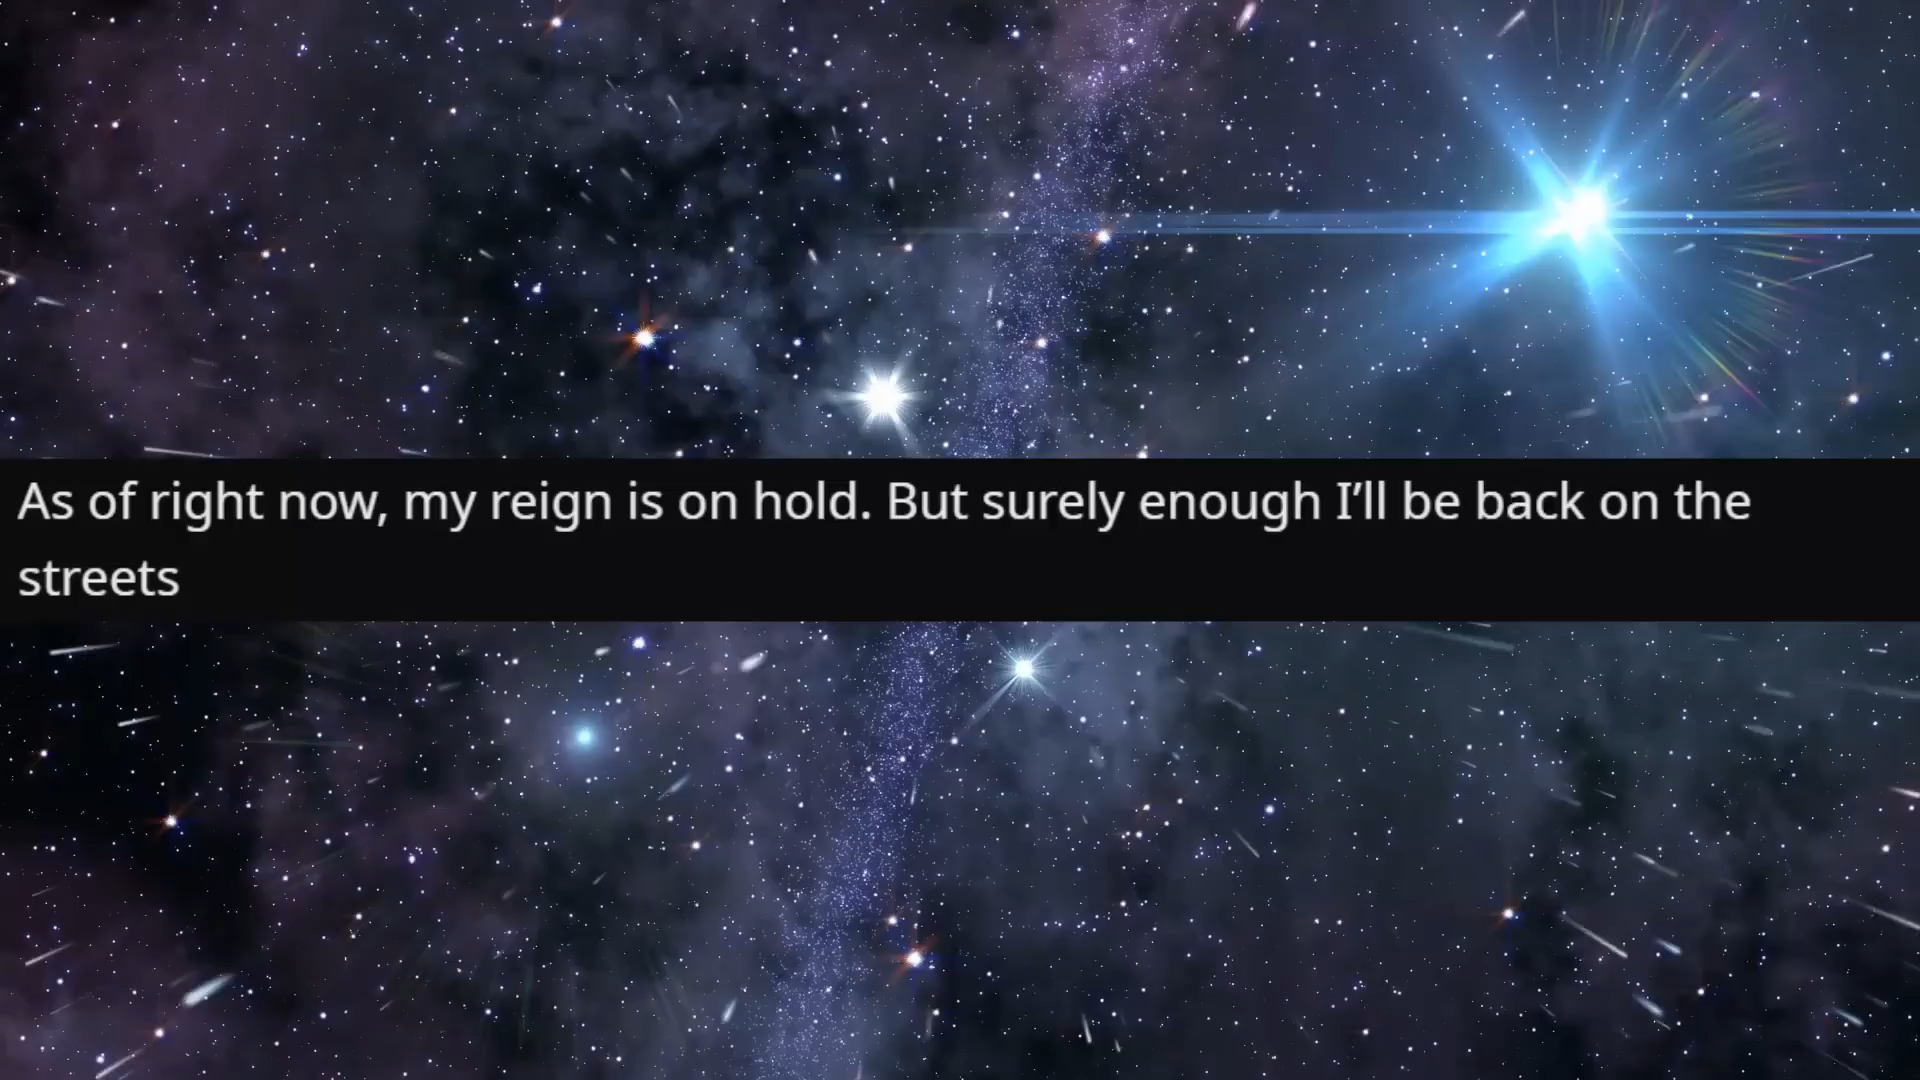 As of right now, my reign is on hold. But surely enough I’ll be back on the
streets